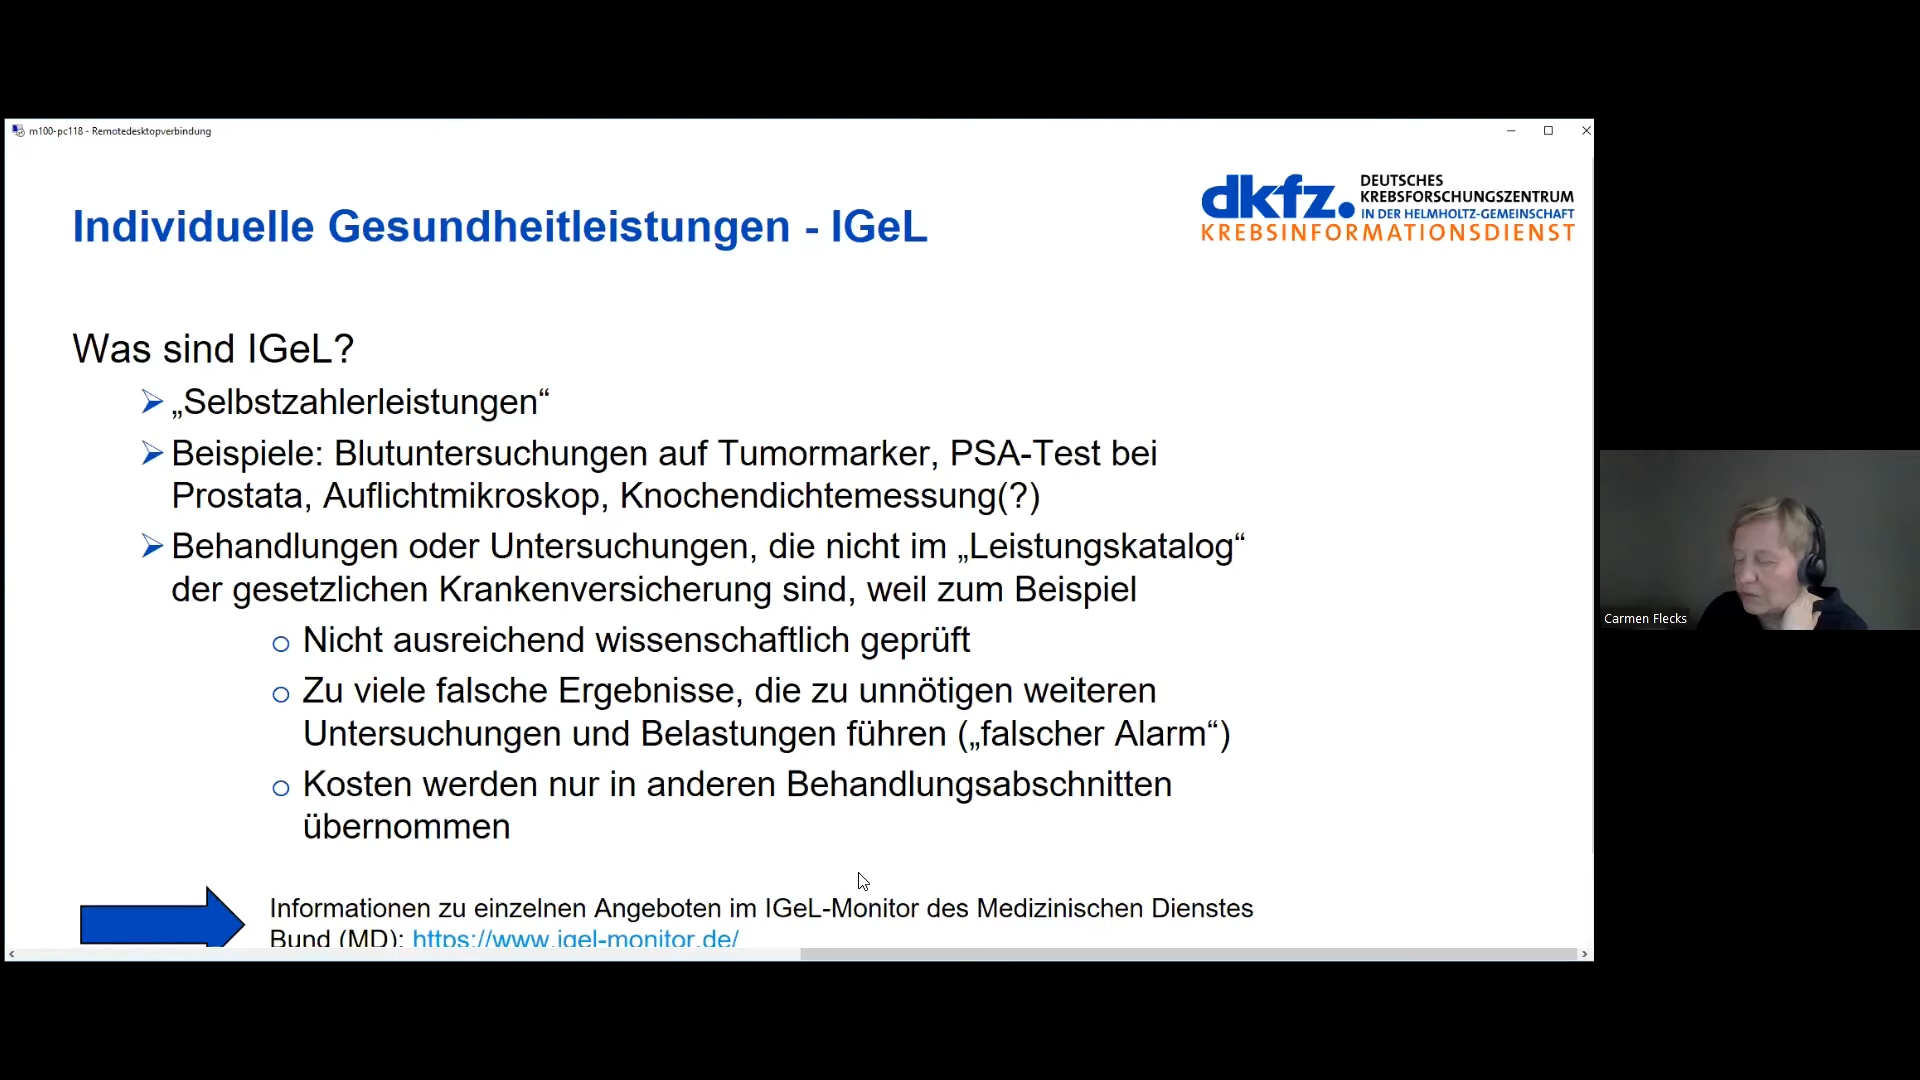 m100-pc118 - Remotedesktopverbindung
dkfz.
DEUTSCHES
KREBSFORSCHUNGSZENTRUM
IN DER HELMHOLTZ-GEMEINSCHAFT
KREBSINFORMATIONSDIENST
Individuelle Gesundheitleistungen - IGeL
Was sind IGeL?
„Selbstzahlerleistungen“
Beispiele: Blutuntersuchungen auf Tumormarker, PSA-Test bei
Prostata, Auflichtmikroskop, Knochendichtemessung(?)
Behandlungen oder Untersuchungen, die nicht im „Leistungskatalog“
der gesetzlichen Krankenversicherung sind, weil zum Beispiel
Nicht ausreichend wissenschaftlich geprüft
Zu viele falsche Ergebnisse, die zu unnötigen weiteren
Untersuchungen und Belastungen führen („falscher Alarm“)
Kosten werden nur in anderen Behandlungsabschnitten
übernommen
Informationen zu einzelnen Angeboten im IGeL-Monitor des Medizinischen Dienstes
Bund (MD): https://www.igel-monitor.de/
Carmen Flecks